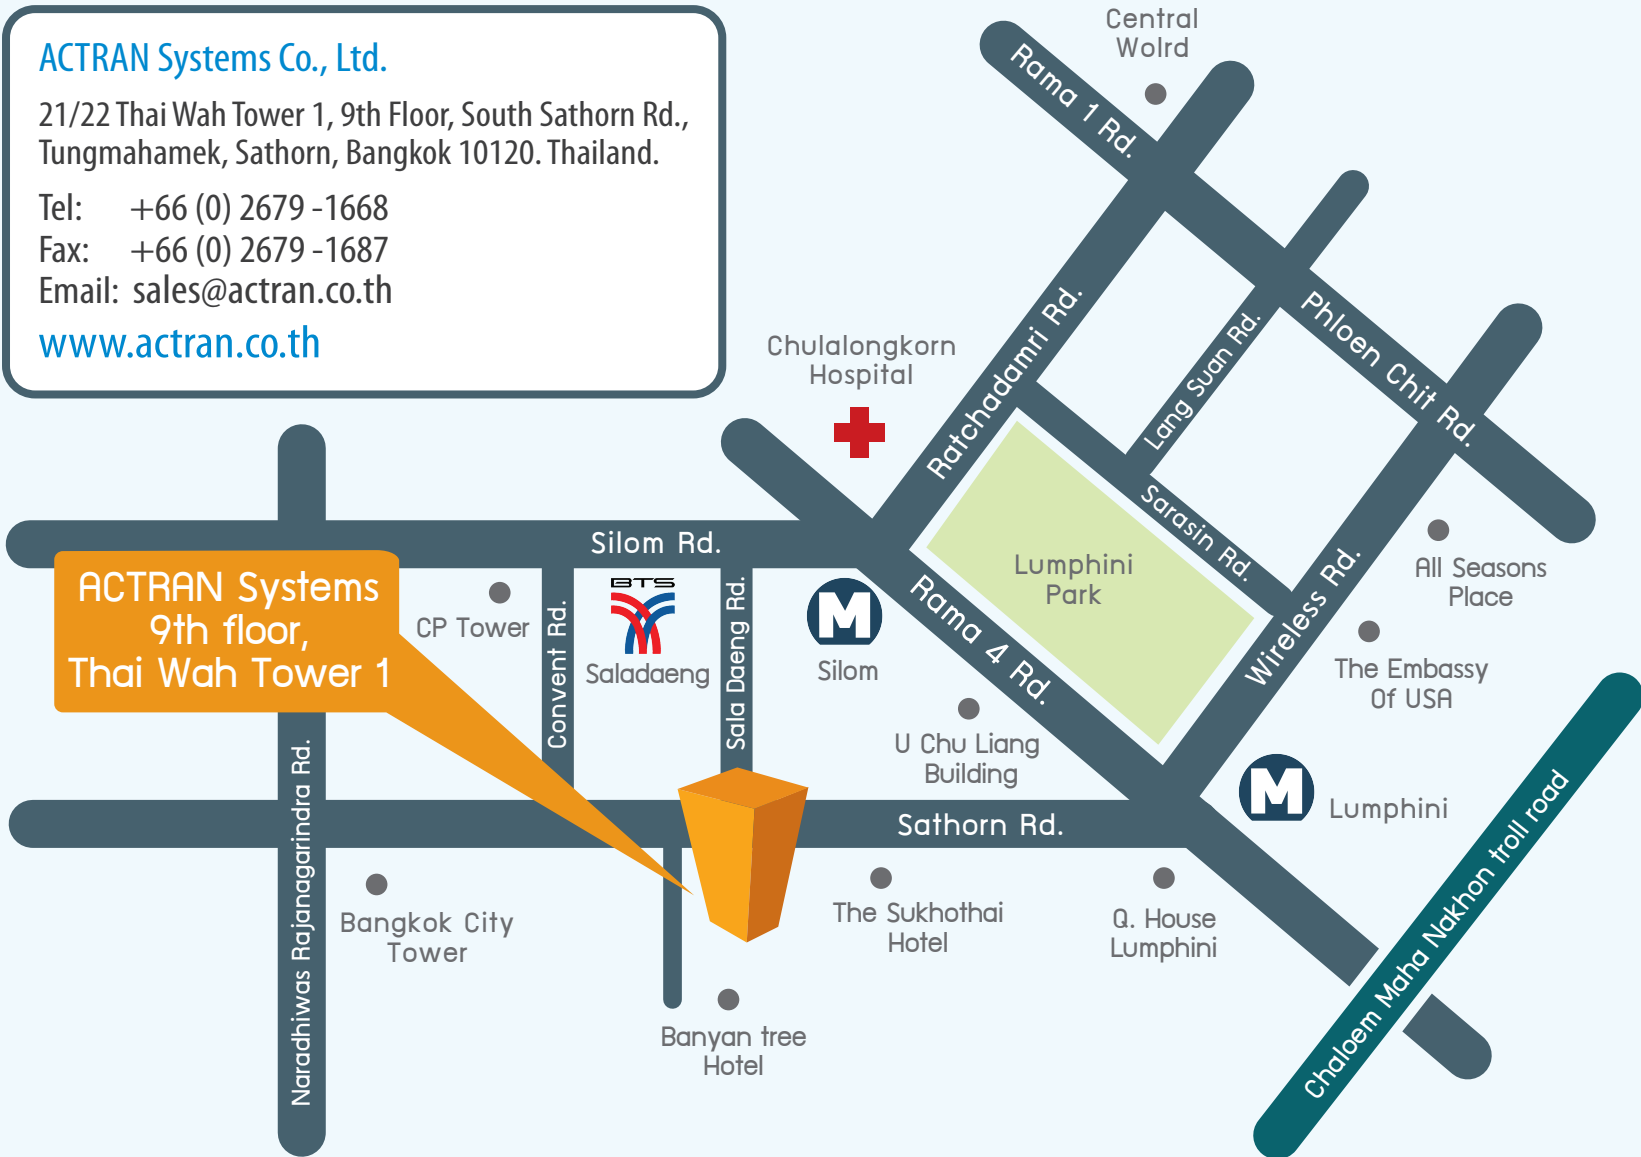 ACTRAN Systems Co., Ltd.
21/22 Thai Wah Tower 1, 9th Floor, South Sathorn Rd.,
Tungmahamek, Sathorn, Bangkok 10120. Thailand.
Tel: +66 (0) 2679 -1668
Fax: +66 (0) 2679 -1687
Email: sales@actran.co.th
www.actran.co.th
Central
Wolrd
Rama 1 Rd.
Phloen Chit Rd.
Ratchadamri Rd.
Lang Suan Rd.
Chulalongkorn
Hospital
Sarasin Rd.
Wireless Rd.
Lumphini
Park
All Seasons
Place
The Embassy
Of USA
Silom Rd.
ACTRAN Systems
9th floor,
Thai Wah Tower 1
CP Tower
Convent Rd.
BTS
Saladaeng
Sala Daeng Rd.
M
Silom
Rama 4 Rd.
U Chu Liang
Building
M
Lumphini
Chaloem Maha Nakhon troll road
Naradhiwas Rajanagarindra Rd.
Sathorn Rd.
Bangkok City
Tower
The Sukhothai
Hotel
Q. House
Lumphini
Banyan tree
Hotel